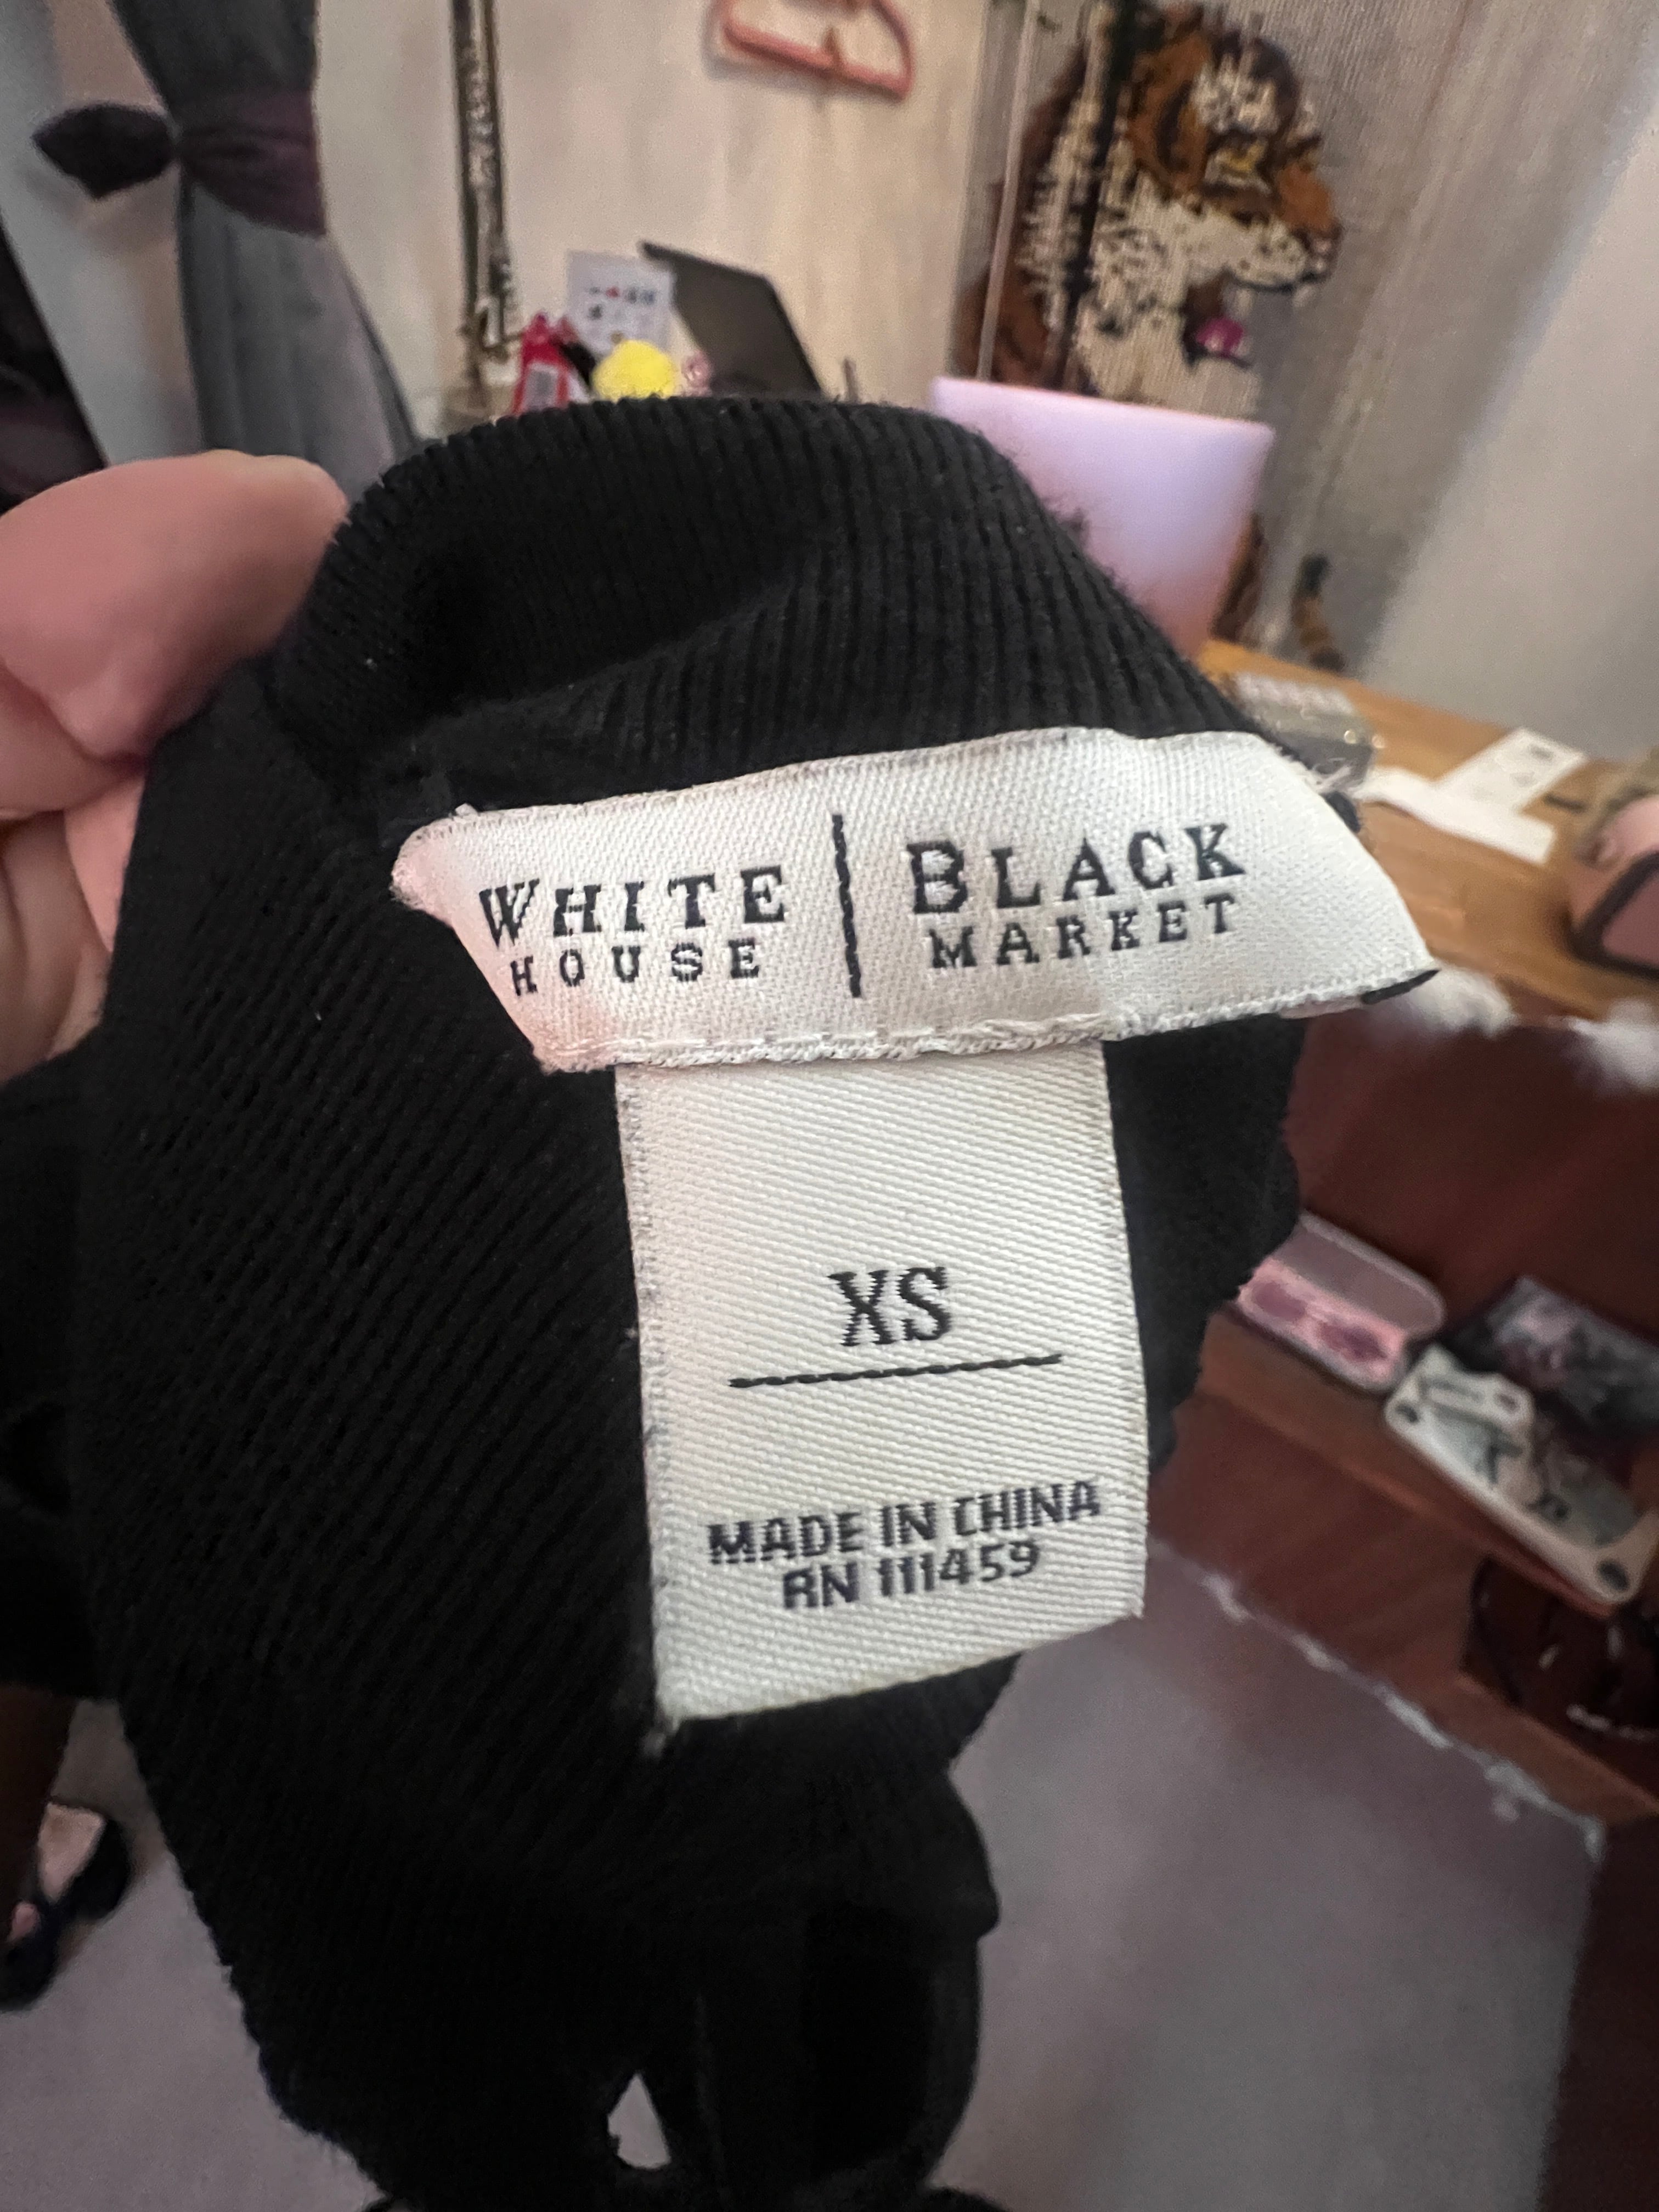 WHITE HOUSE | BLACK MARKET
XS
MADE IN CHINA
RN 111459